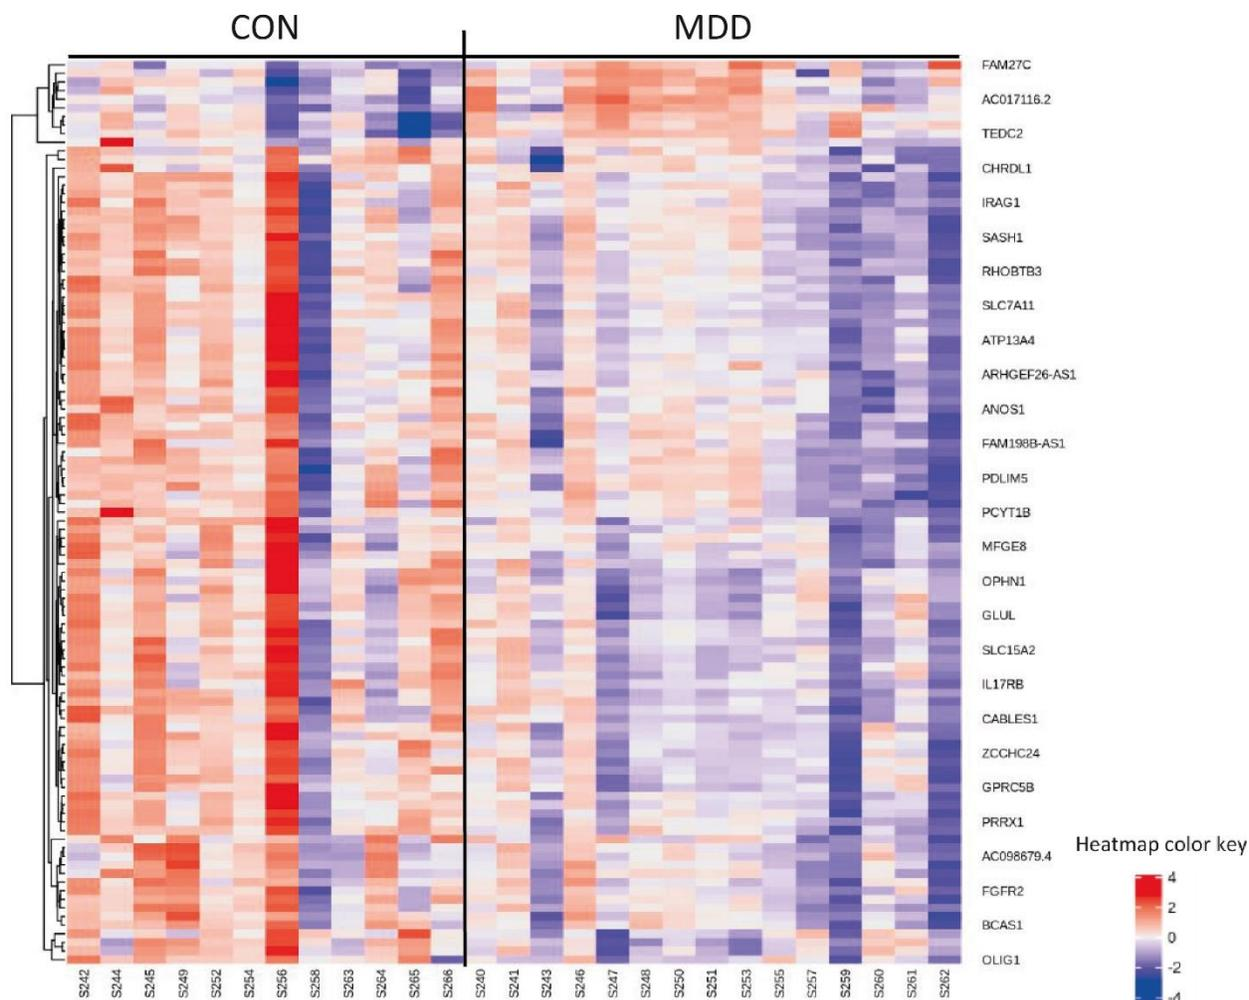 CON MDD
FAM27C
AC017116.2
TEDC2
CHRDL1
IRAG1
SASH1
RHOBTB3
SLC7A11
ATP13A4
ARHGEF26-AS1
ANOS1
FAM198B-AS1
PDLIM5
PCYT1B
MFGE8
OPHN1
GLUL
SLC15A2
IL17RB
CABLES1
ZCCHC24
GPRC5B
PRRX1
AC098679.4
FGFR2
BCAS1
OLIG1
Heatmap color key
4
2
0
-2
-4
S242 S244 S245 S249 S252 S254 S256 S258 S263 S264 S265 S266 S240 S241 S243 S246 S247 S248 S250 S251 S253 S255 S257 S259 S260 S261 S262